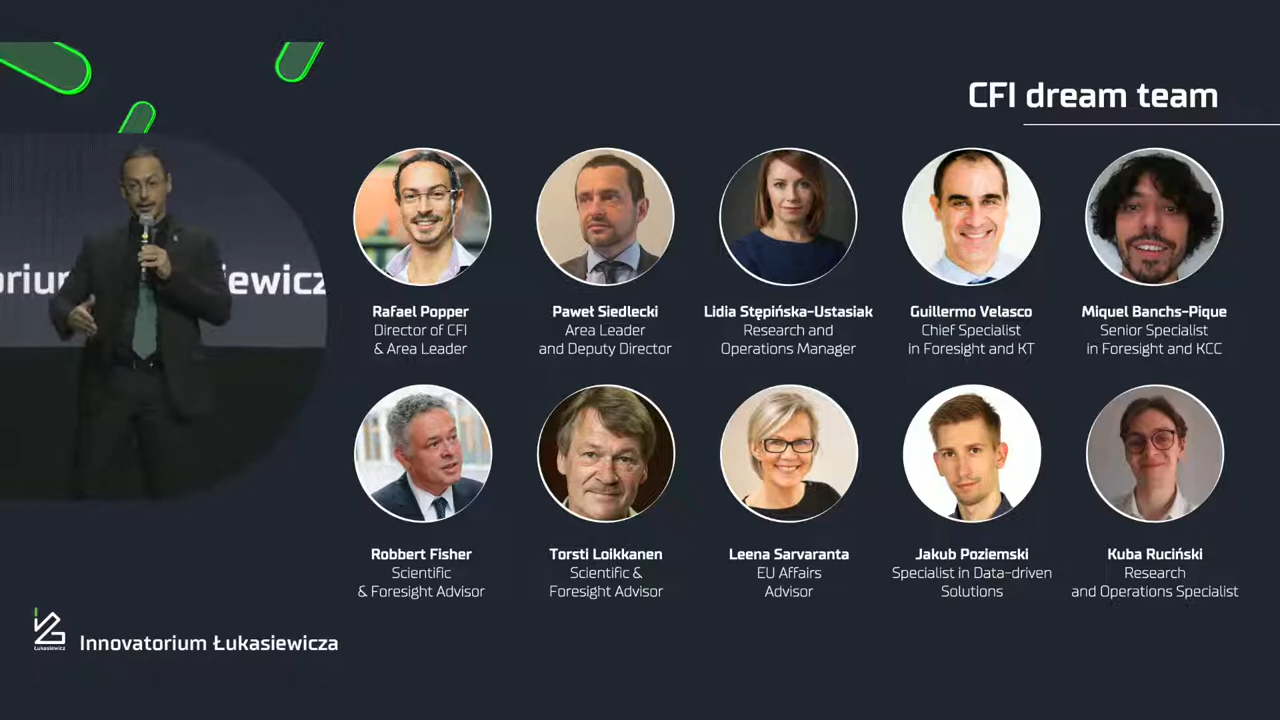 CFI dream team
orium
siewicz
Rafael Popper
Director of CFI
& Area Leader
Paweł Siedlecki
Area Leader
and Deputy Director
Lidia Stępińska-Ustasiak
Research and
Operations Manager
Guillermo Velasco
Chief Specialist
in Foresight and KT
Miquel Banchs-Pique
Senior Specialist
in Foresight and KCC
Robbert Fisher
Scientific
& Foresight Advisor
Torsti Loikkanen
Scientific &
Foresight Advisor
Leena Sarvaranta
EU Affairs
Advisor
Jakub Poziemski
Specialist in Data-driven
Solutions
Kuba Ruciński
Research
and Operations Specialist
Łukasiewicz
Innovatorium Łukasiewicza